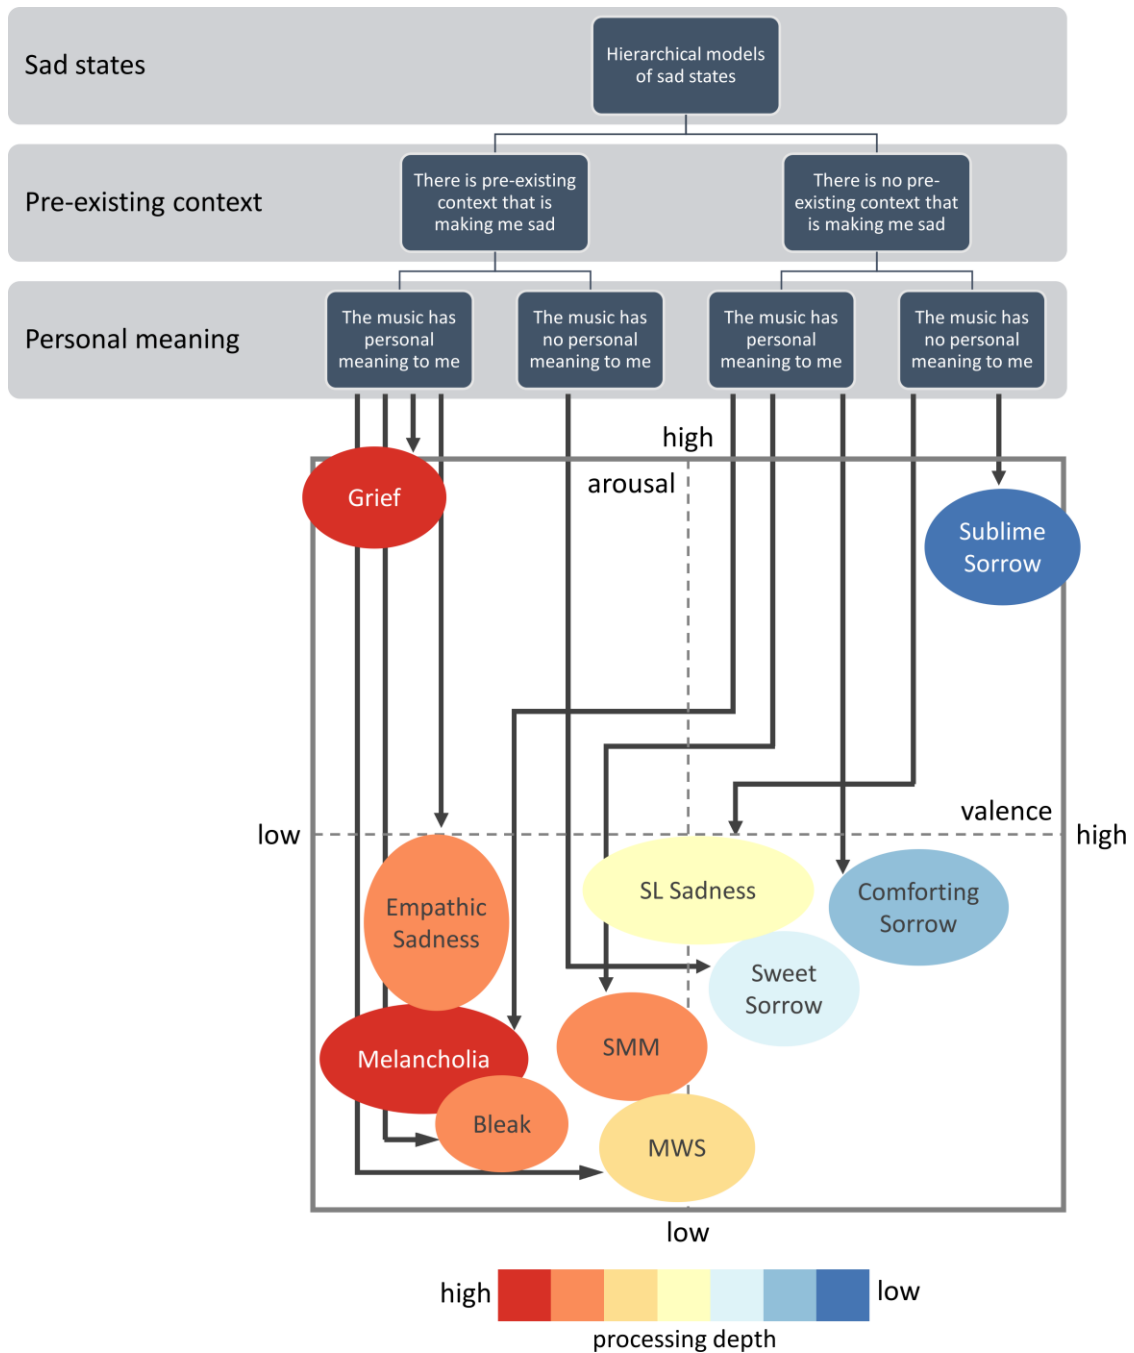 Sad states
Hierarchical models
of sad states
Pre-existing context
There is pre-existing
context that is
making me sad
There is no pre-
existing context that
is making me sad
Personal meaning
The music has
personal
meaning to me
The music has
no personal
meaning to me
The music has
personal
meaning to me
The music has
no personal
meaning to me
high
arousal
Grief
Sublime
Sorrow
valence
low
high
Empathic
Sadness
SL Sadness
Comforting
Sorrow
Sweet
Sorrow
Melancholia
SMM
Bleak
MWS
low
high
low
processing depth